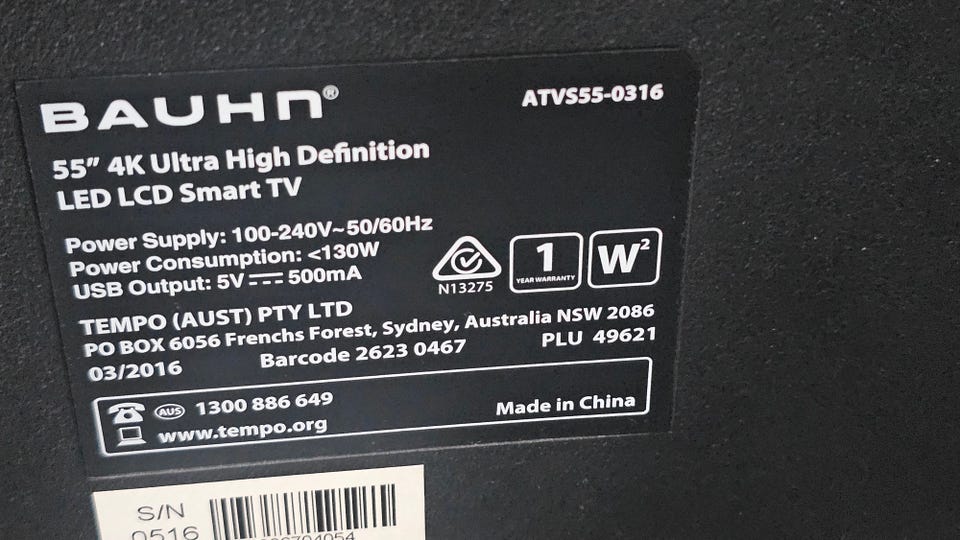 BAUHN®
ATVS55-0316
55" 4K Ultra High Definition
LED LCD Smart TV
Power Supply: 100-240V~50/60Hz
Power Consumption: <130W
USB Output: 5V⎓500mA
N13275
1
YEAR WARRANTY
W²
TEMPO (AUST) PTY LTD
PO BOX 6056 Frenchs Forest, Sydney, Australia NSW 2086
03/2016 Barcode 2623 0467 PLU 49621
AUS 1300 886 649
www.tempo.org
Made in China
S/N
0516